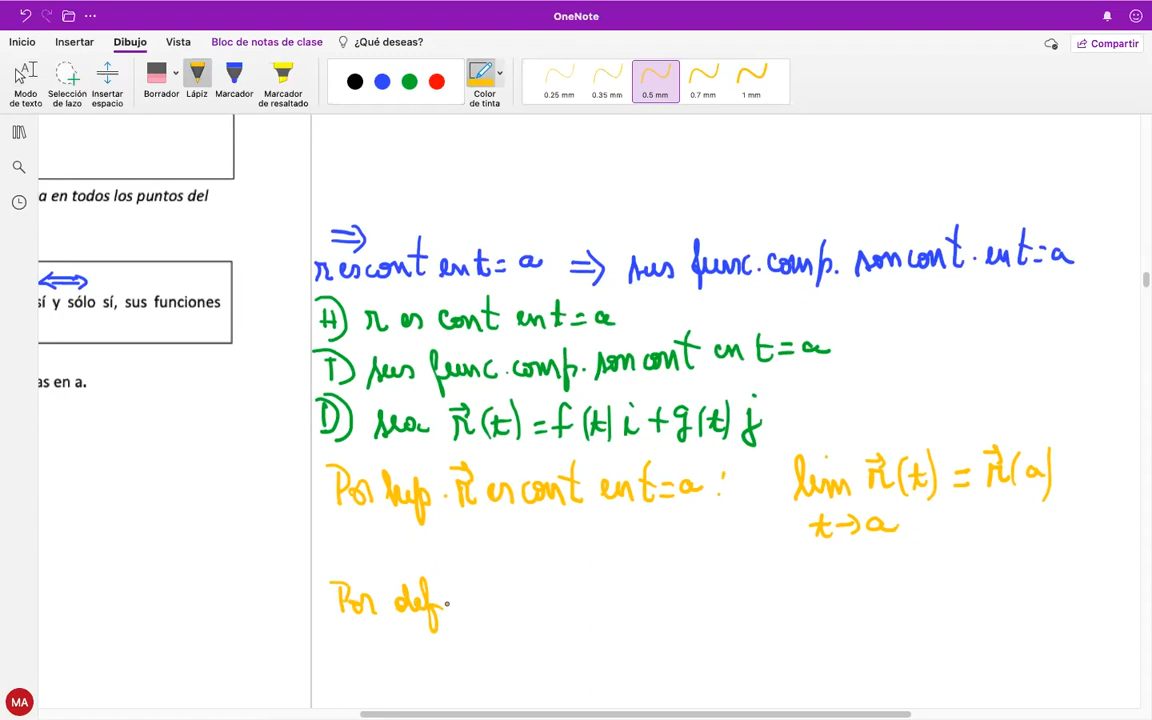 OneNote
Inicio Insertar Dibujo Vista Bloc de notas de clase ¿Qué deseas? Compartir
Modo de texto
Selección de lazo
Insertar espacio
Borrador
Lápiz
Marcador
Marcador de resaltado
Color de tinta
0.25 mm 0.35 mm 0.5 mm 0.7 mm 1 mm
a en todos los puntos del
⇔
sí y sólo sí, sus funciones
as en a.
⇒
r es cont en t = a ⇒ sus func. comp. son cont. en t = a
H) r es cont en t = a
T) sus func. comp. son cont en t = a
D) sea r⃗(t) = f(t) i + g(t) j
Por hip. r⃗ es cont en t = a : lim r⃗(t) = r⃗(a)
t → a
Por def.
MA